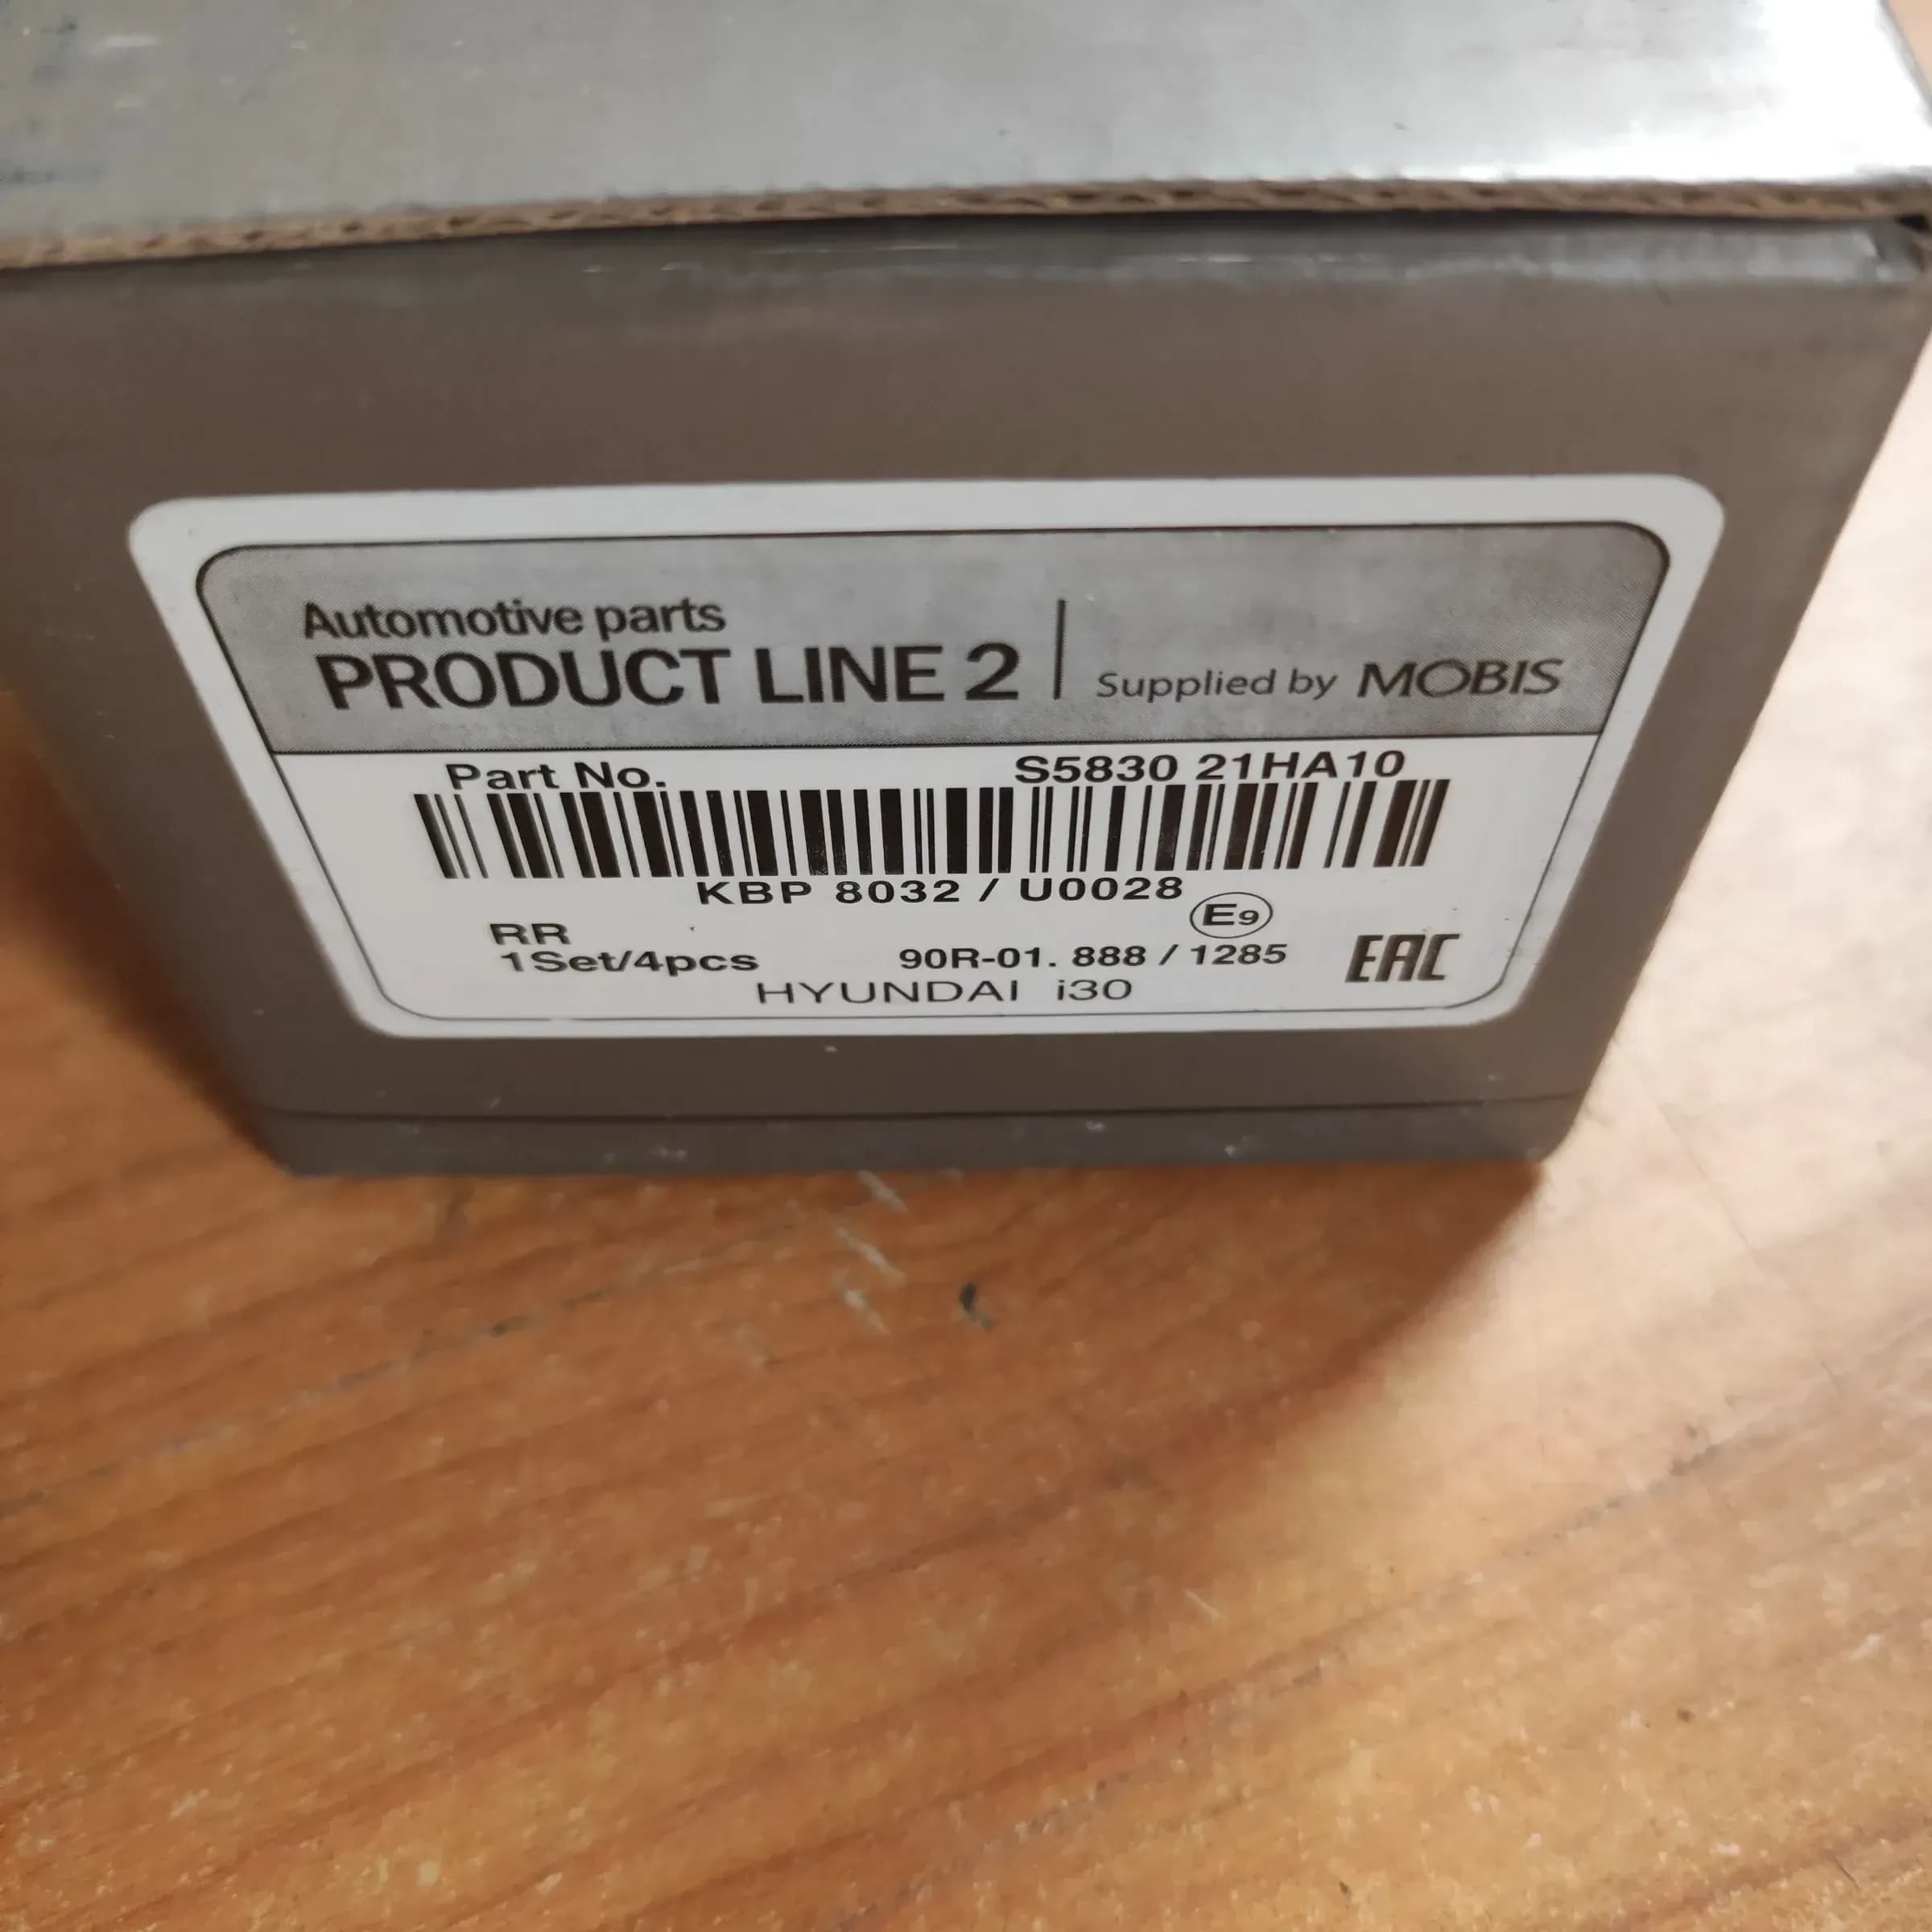 Automotive parts
PRODUCT LINE 2
Supplied by MOBIS
Part No. S5830 21HA10
KBP 8032 / U0028
E9
RR
1Set/4pcs 90R-01. 888 / 1285 EAC
HYUNDAI i30